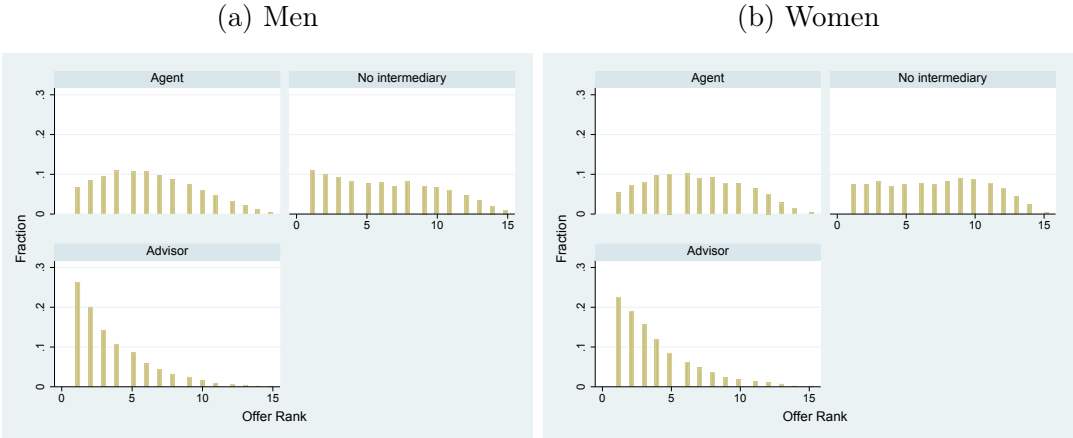 (a) Men
Agent
No intermediary
.3
.2
.1
0
0
5
10
15
Advisor
.3
.2
.1
0
0
5
10
15
Fraction
Offer Rank
(b) Women
Agent
No intermediary
.3
.2
.1
0
0
5
10
15
Advisor
.3
.2
.1
0
0
5
10
15
Fraction
Offer Rank